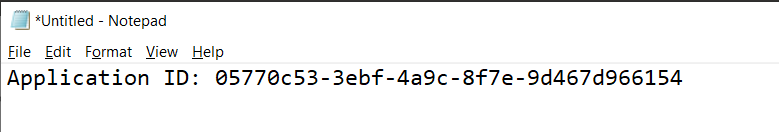 *Untitled - Notepad
File Edit Format View Help
Application ID: 05770c53-3ebf-4a9c-8f7e-9d467d966154